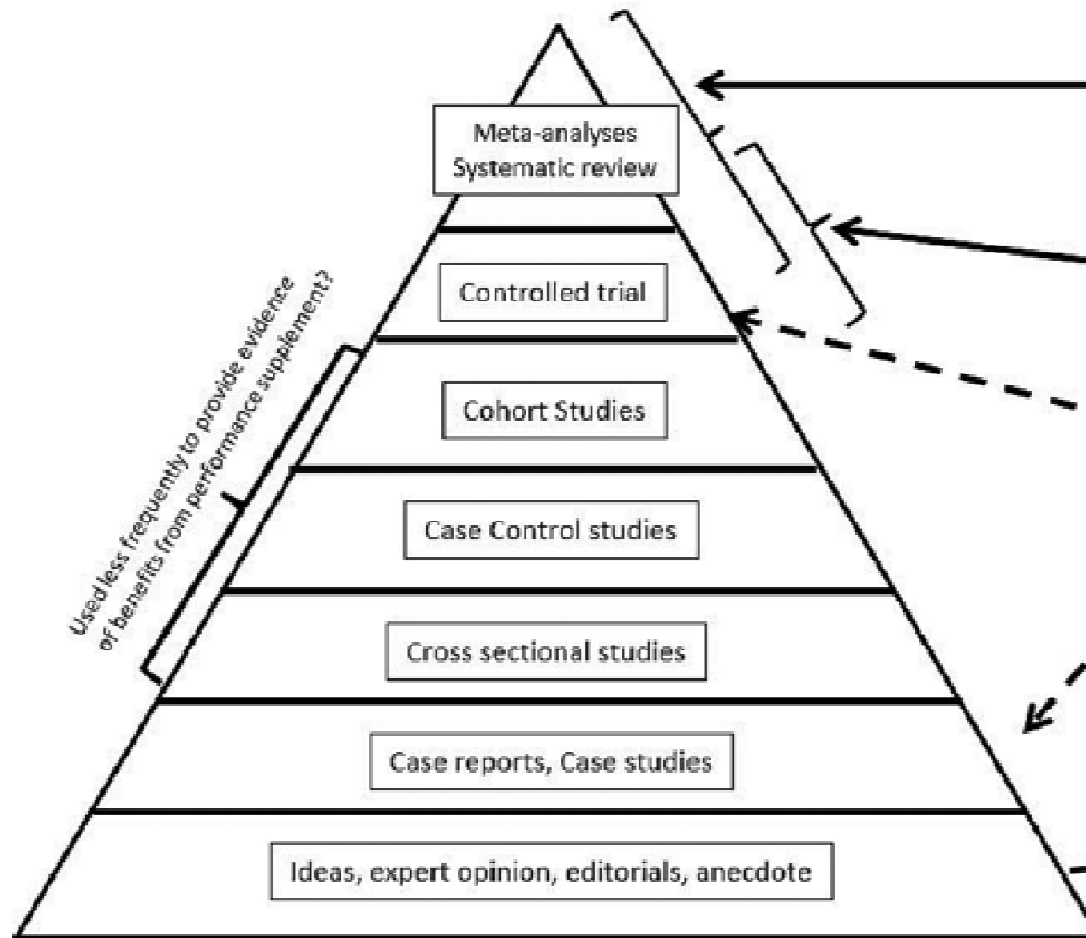 Meta-analyses
Systematic review
Controlled trial
Used less frequently to provide evidence
of benefits from performance supplement?
Cohort Studies
Case Control studies
Cross sectional studies
Case reports, Case studies
Ideas, expert opinion, editorials, anecdote